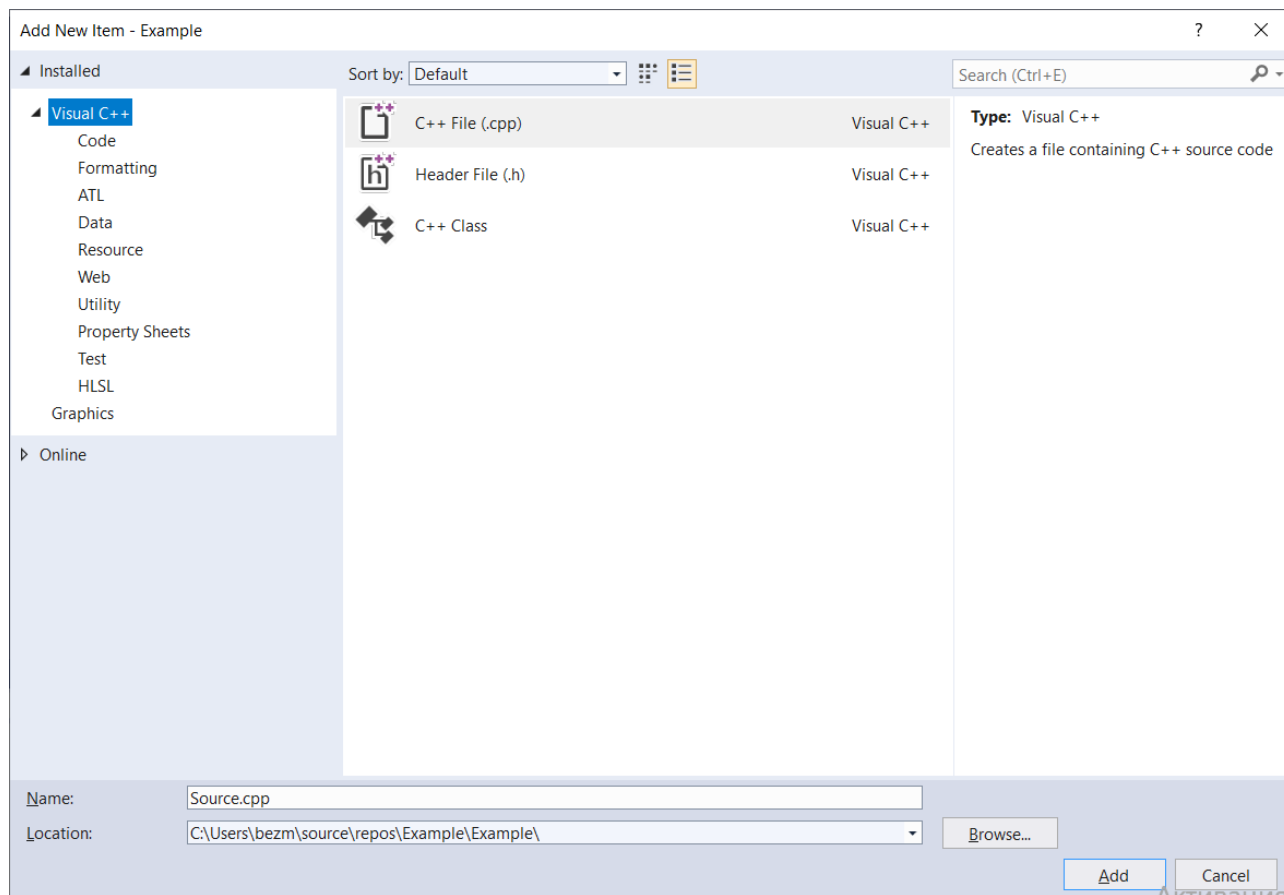 Add New Item - Example
?
Installed
Sort by: Default
Search (Ctrl+E)
Visual C++
Code
Formatting
ATL
Data
Resource
Web
Utility
Property Sheets
Test
HLSL
Graphics
Online
C++ File (.cpp) Visual C++
Header File (.h) Visual C++
C++ Class Visual C++
Type: Visual C++
Creates a file containing C++ source code
Name: Source.cpp
Location: C:\Users\bezm\source\repos\Example\Example\
Browse...
Add Cancel